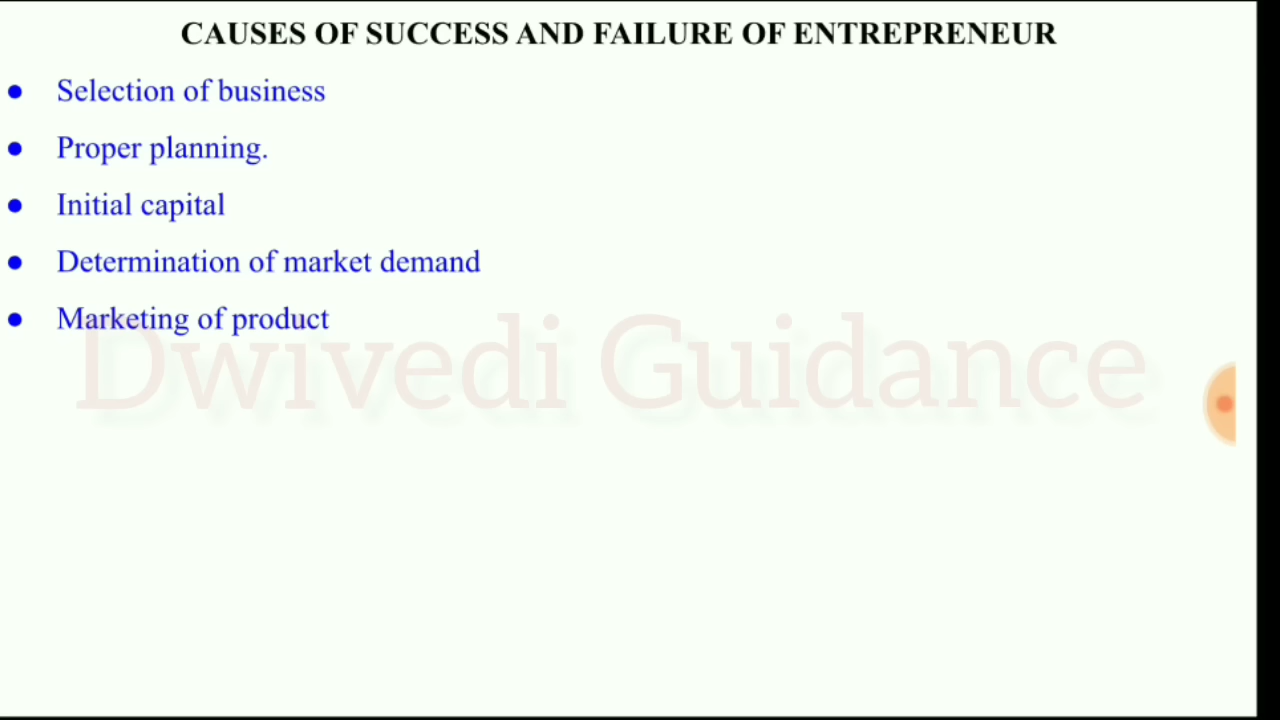 CAUSES OF SUCCESS AND FAILURE OF ENTREPRENEUR
● Selection of business
● Proper planning.
● Initial capital
● Determination of market demand
● Marketing of product
Dwivedi Guidance